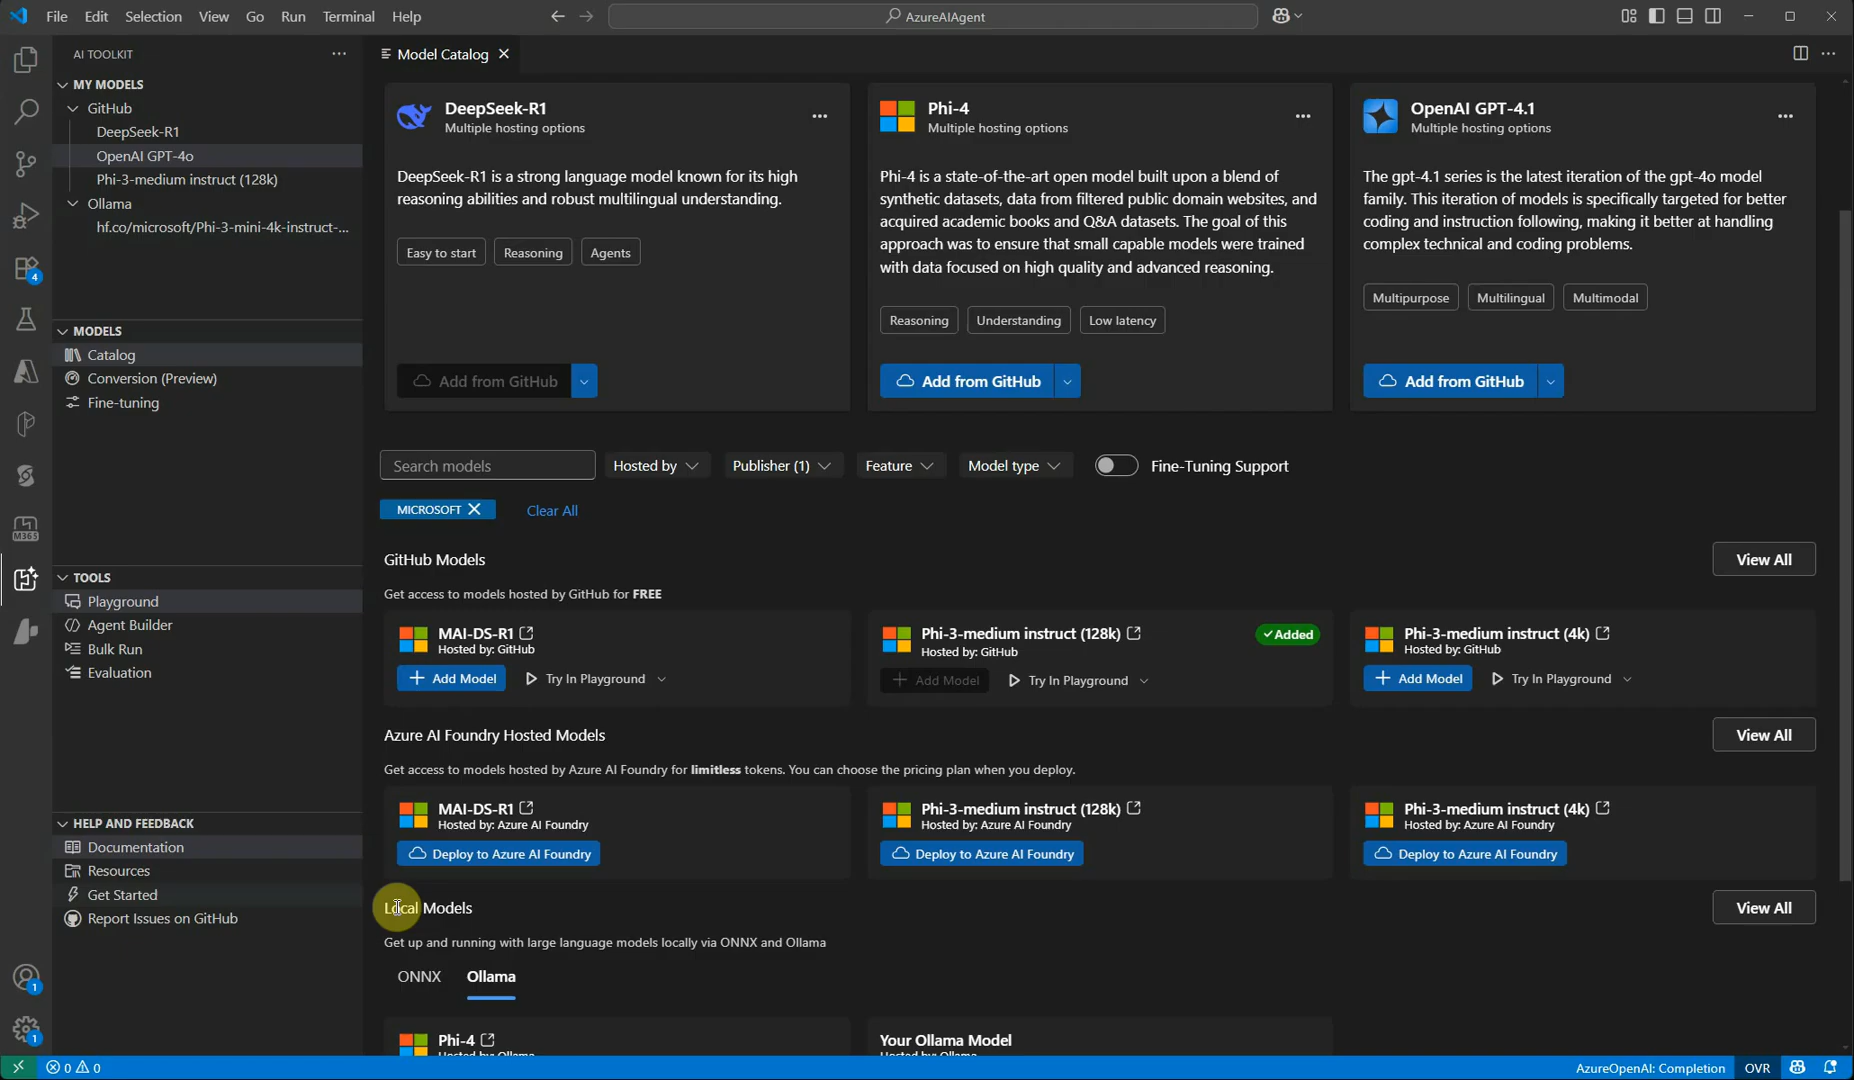 File Edit Selection View Go Run Terminal Help
AzureAIAgent
AI TOOLKIT
MY MODELS
GitHub
DeepSeek-R1
OpenAI GPT-4o
Phi-3-medium instruct (128k)
Ollama
hf.co/microsoft/Phi-3-mini-4k-instruct-...
MODELS
Catalog
Conversion (Preview)
Fine-tuning
TOOLS
Playground
Agent Builder
Bulk Run
Evaluation
HELP AND FEEDBACK
Documentation
Resources
Get Started
Report Issues on GitHub
4
M365
1
1
Model Catalog
DeepSeek-R1
Multiple hosting options
DeepSeek-R1 is a strong language model known for its high
reasoning abilities and robust multilingual understanding.
Easy to start Reasoning Agents
Add from GitHub
Phi-4
Multiple hosting options
Phi-4 is a state-of-the-art open model built upon a blend of
synthetic datasets, data from filtered public domain websites, and
acquired academic books and Q&A datasets. The goal of this
approach was to ensure that small capable models were trained
with data focused on high quality and advanced reasoning.
Reasoning Understanding Low latency
Add from GitHub
OpenAI GPT-4.1
Multiple hosting options
The gpt-4.1 series is the latest iteration of the gpt-4o model
family. This iteration of models is specifically targeted for better
coding and instruction following, making it better at handling
complex technical and coding problems.
Multipurpose Multilingual Multimodal
Add from GitHub
Search models Hosted by Publisher (1) Feature Model type Fine-Tuning Support
MICROSOFT Clear All
GitHub Models View All
Get access to models hosted by GitHub for FREE
MAI-DS-R1
Hosted by: GitHub
Add Model Try In Playground
Phi-3-medium instruct (128k) Added
Hosted by: GitHub
Add Model Try In Playground
Phi-3-medium instruct (4k)
Hosted by: GitHub
Add Model Try In Playground
Azure AI Foundry Hosted Models View All
Get access to models hosted by Azure AI Foundry for limitless tokens. You can choose the pricing plan when you deploy.
MAI-DS-R1
Hosted by: Azure AI Foundry
Deploy to Azure AI Foundry
Phi-3-medium instruct (128k)
Hosted by: Azure AI Foundry
Deploy to Azure AI Foundry
Phi-3-medium instruct (4k)
Hosted by: Azure AI Foundry
Deploy to Azure AI Foundry
Local Models View All
Get up and running with large language models locally via ONNX and Ollama
ONNX Ollama
Phi-4
Hosted by: Ollama
Your Ollama Model
Hosted by: Ollama
0 0 AzureOpenAI: Completion OVR